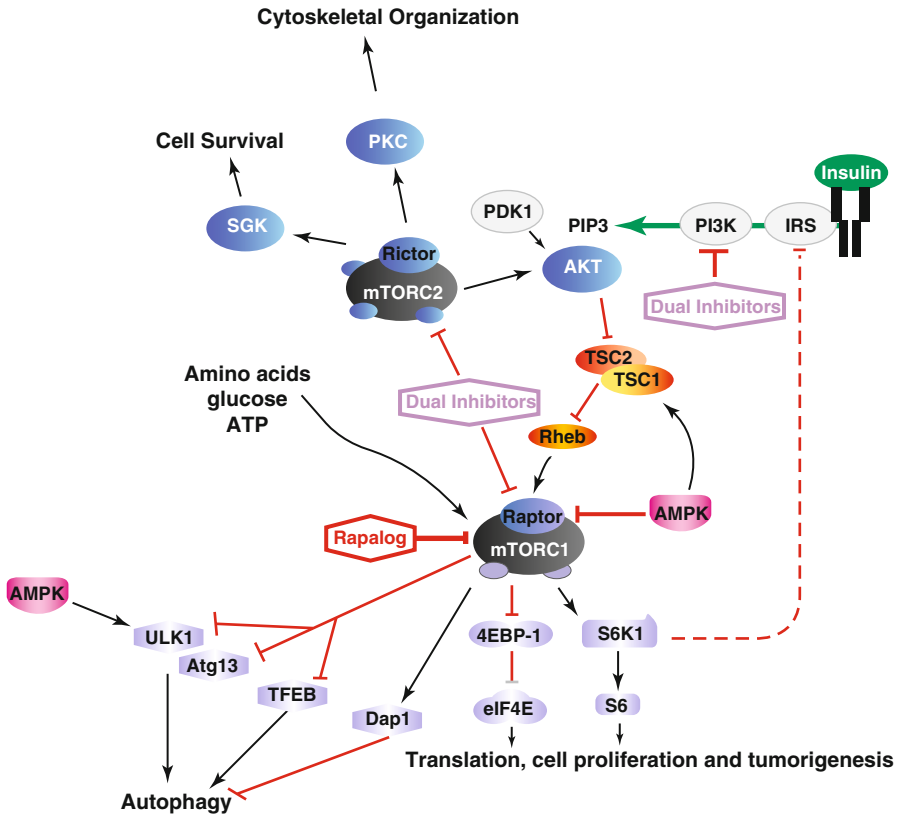 Cytoskeletal Organization
Cell Survival
PKC
Insulin
SGK
PDK1
PIP3
PI3K
IRS
Rictor
AKT
mTORC2
Dual Inhibitors
TSC2
TSC1
Amino acids
glucose
ATP
Dual Inhibitors
Rheb
Raptor
AMPK
Rapalog
mTORC1
AMPK
ULK1
4EBP-1
S6K1
Atg13
TFEB
Dap1
eIF4E
S6
Translation, cell proliferation and tumorigenesis
Autophagy